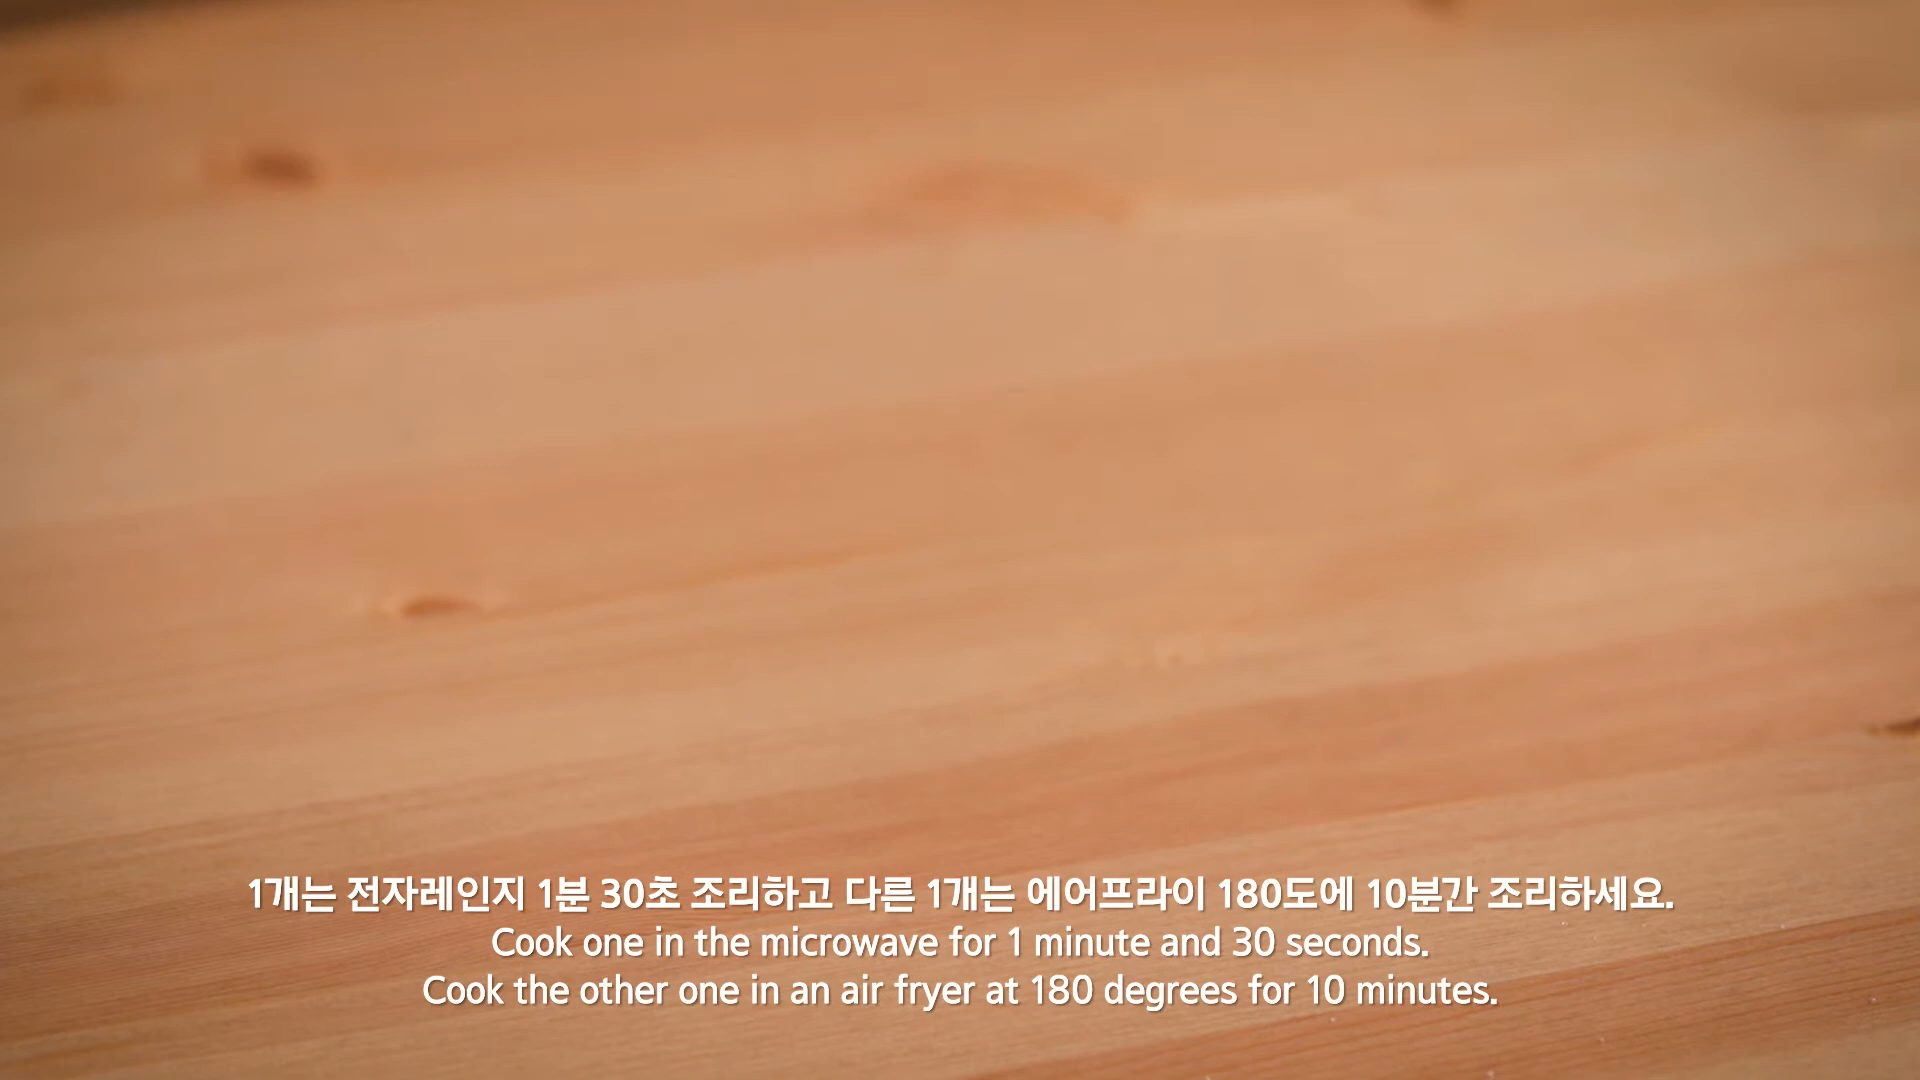 1개는 전자레인지 1분 30초 조리하고 다른 1개는 에어프라이 180도에 10분간 조리하세요.
Cook one in the microwave for 1 minute and 30 seconds.
Cook the other one in an air fryer at 180 degrees for 10 minutes.